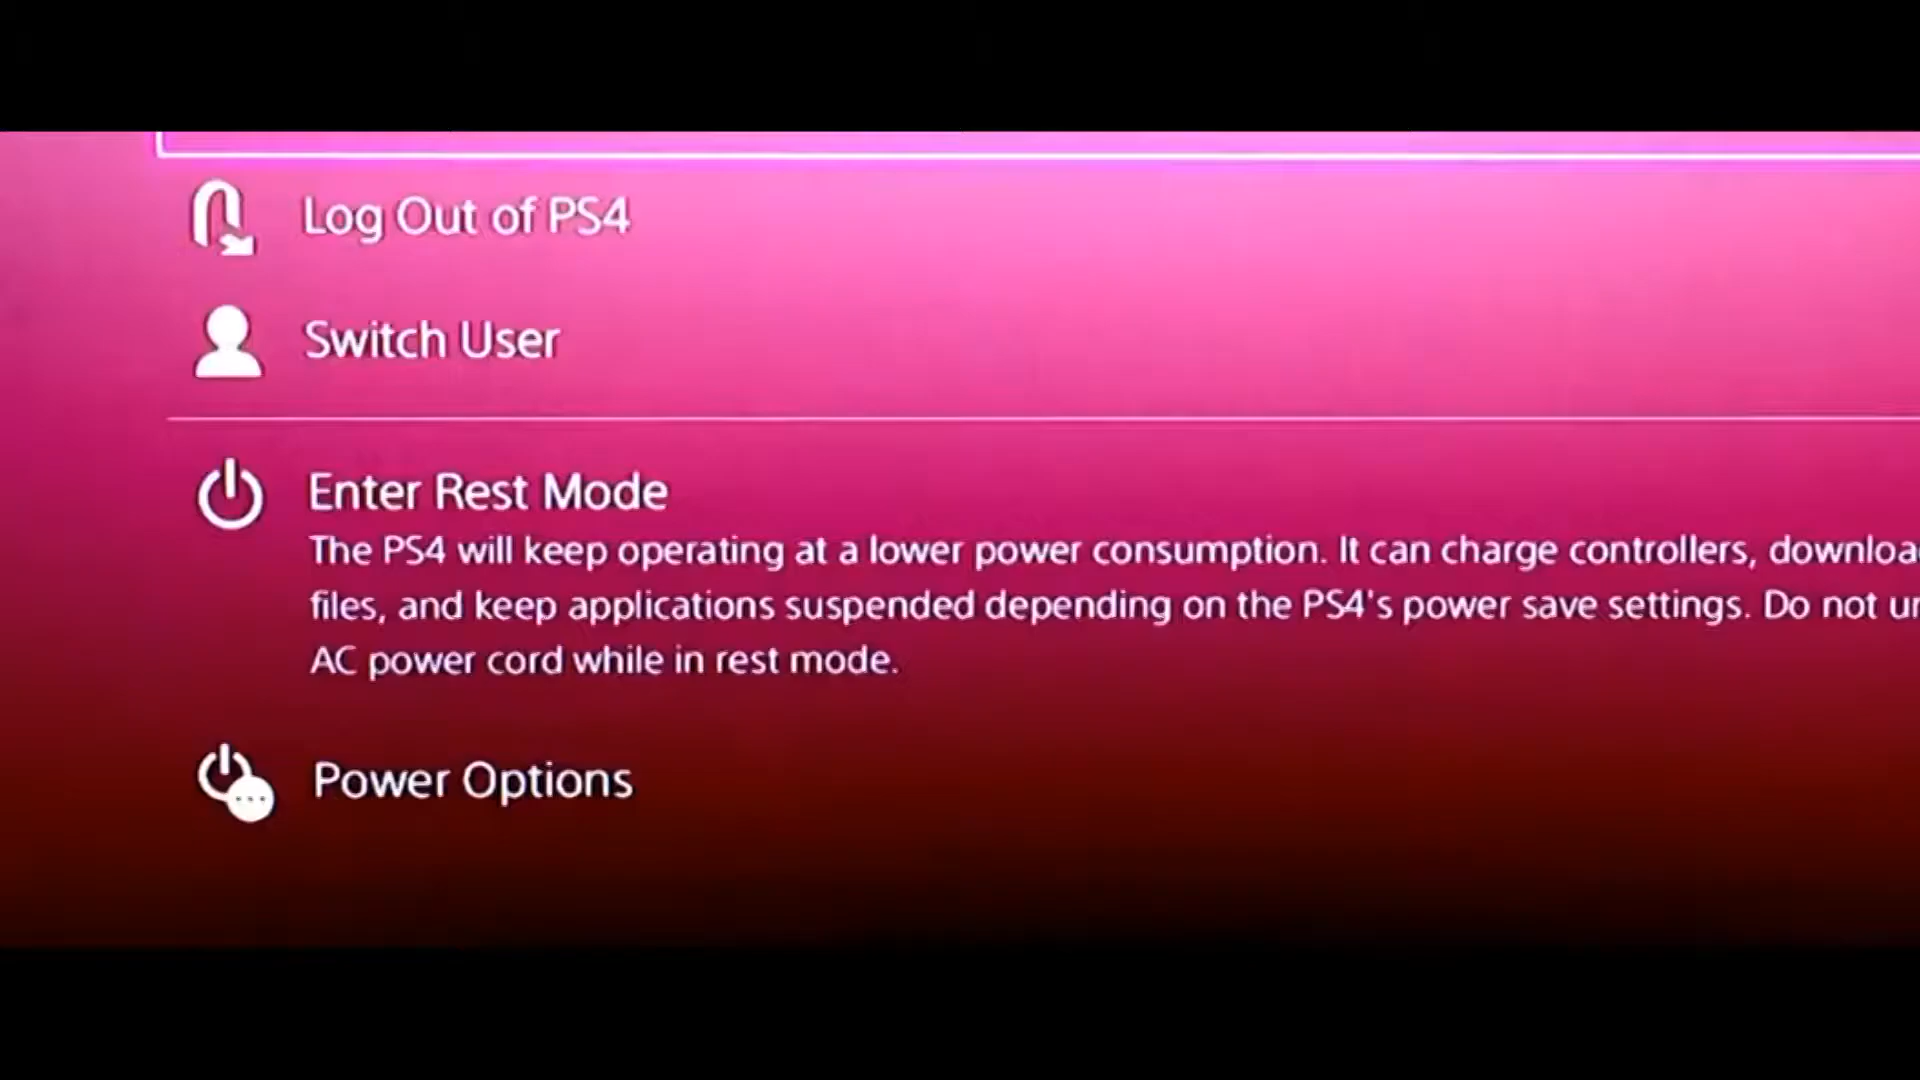 Log Out of PS4
Switch User
Enter Rest Mode
The PS4 will keep operating at a lower power consumption. It can charge controllers,
files, and keep applications suspended depending on the PS4's power save settings. Do not
AC power cord while in rest mode.
Power Options